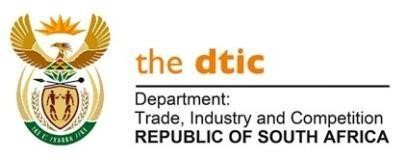 the dtic
Department:
Trade, Industry and Competition
REPUBLIC OF SOUTH AFRICA